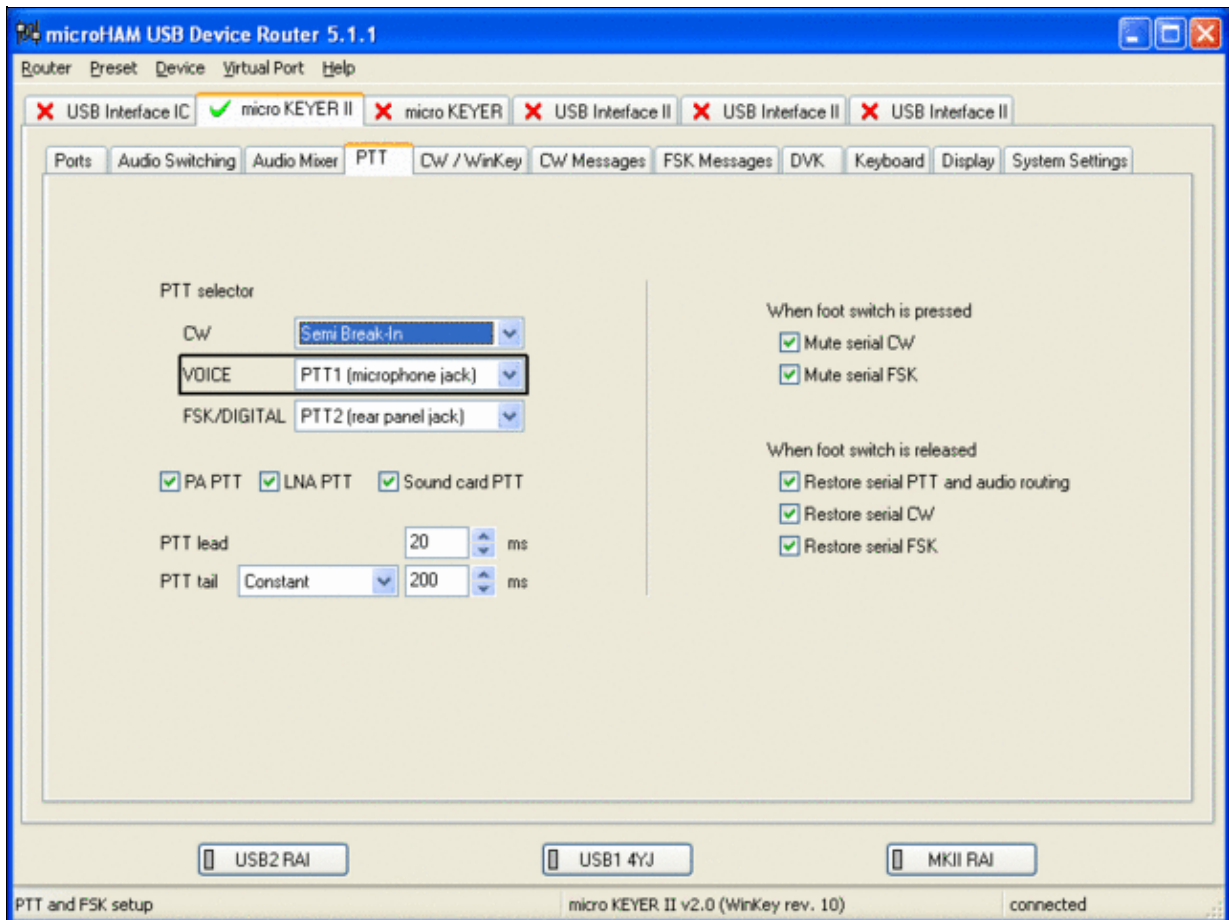 microHAM USB Device Router 5.1.1
Router Preset Device Virtual Port Help
USB Interface IC micro KEYER II micro KEYER USB Interface II USB Interface II USB Interface II
Ports Audio Switching Audio Mixer PTT CW / WinKey CW Messages FSK Messages DVK Keyboard Display System Settings
PTT selector
CW Semi Break-In
VOICE PTT1 (microphone jack)
FSK/DIGITAL PTT2 (rear panel jack)
PA PTT LNA PTT Sound card PTT
PTT lead 20 ms
PTT tail Constant 200 ms
When foot switch is pressed
Mute serial CW
Mute serial FSK
When foot switch is released
Restore serial PTT and audio routing
Restore serial CW
Restore serial FSK
USB2 RAI USB1 4YJ MKII RAI
PTT and FSK setup micro KEYER II v2.0 (WinKey rev. 10) connected